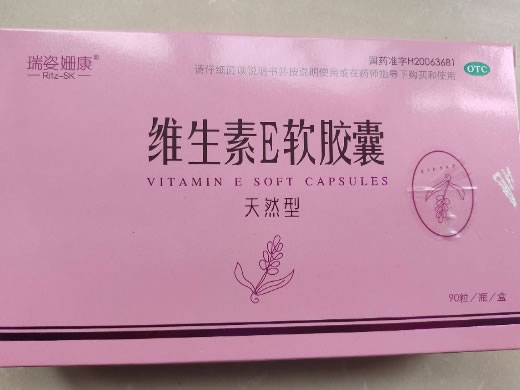 瑞姿姗康®
Ritz-SK
国药准字H20063681
OTC
请仔细阅读说明书并按说明使用或在药师指导下购买和使用
维生素E软胶囊
VITAMIN E SOFT CAPSULES
天然型
90粒/瓶/盒